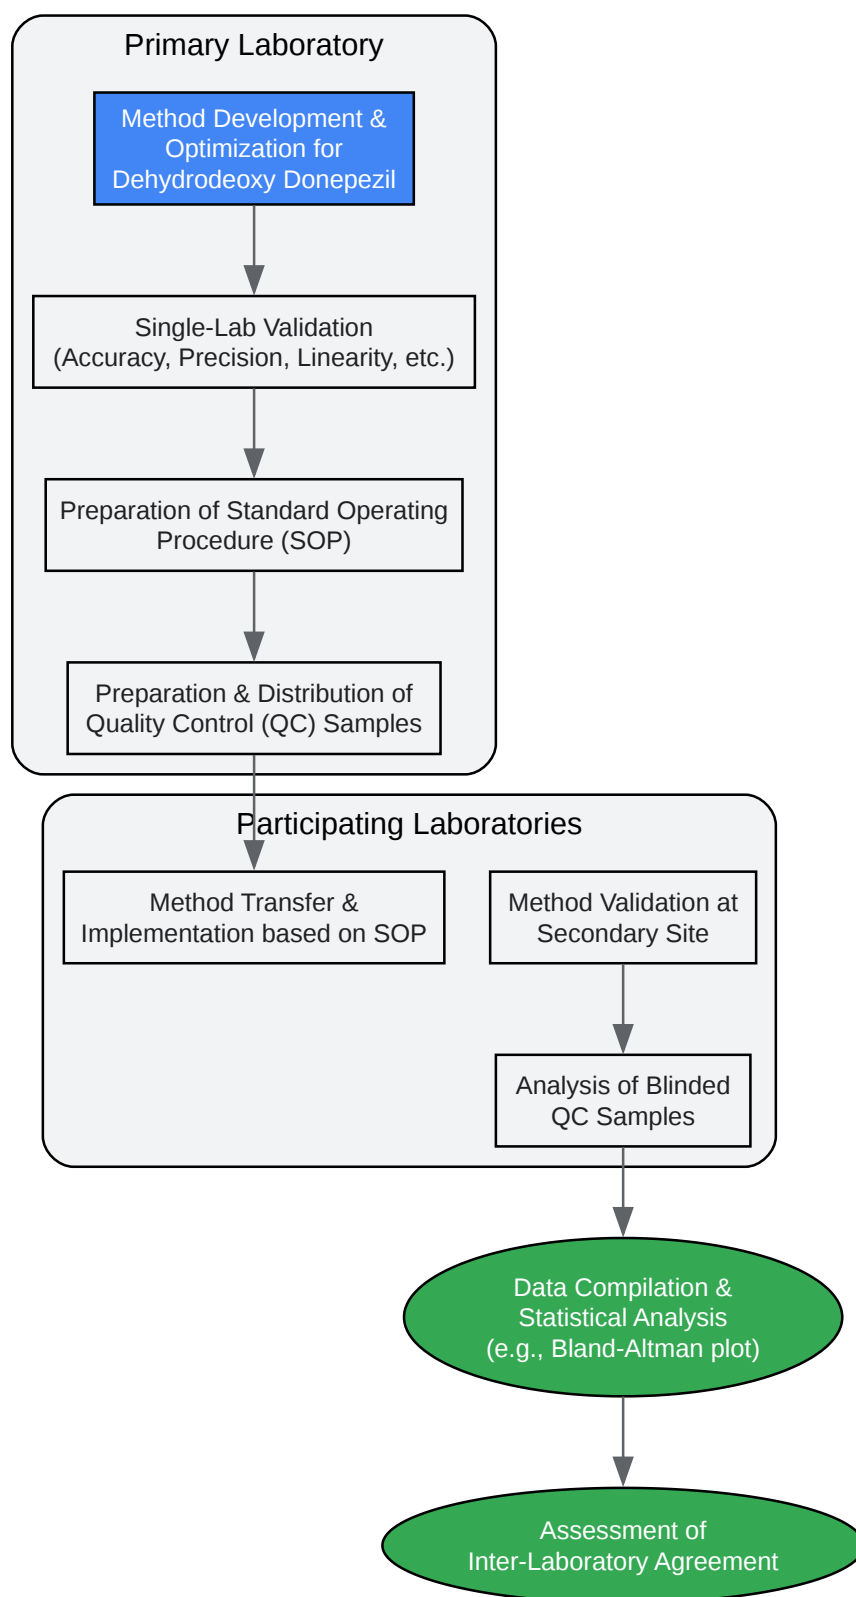 Primary Laboratory
Method Development &
Optimization for
Dehydrodeoxy Donepezil
Single-Lab Validation
(Accuracy, Precision, Linearity, etc.)
Preparation of Standard Operating
Procedure (SOP)
Preparation & Distribution of
Quality Control (QC) Samples
Participating Laboratories
Method Transfer &
Implementation based on SOP
Method Validation at
Secondary Site
Analysis of Blinded
QC Samples
Data Compilation &
Statistical Analysis
(e.g., Bland-Altman plot)
Assessment of
Inter-Laboratory Agreement